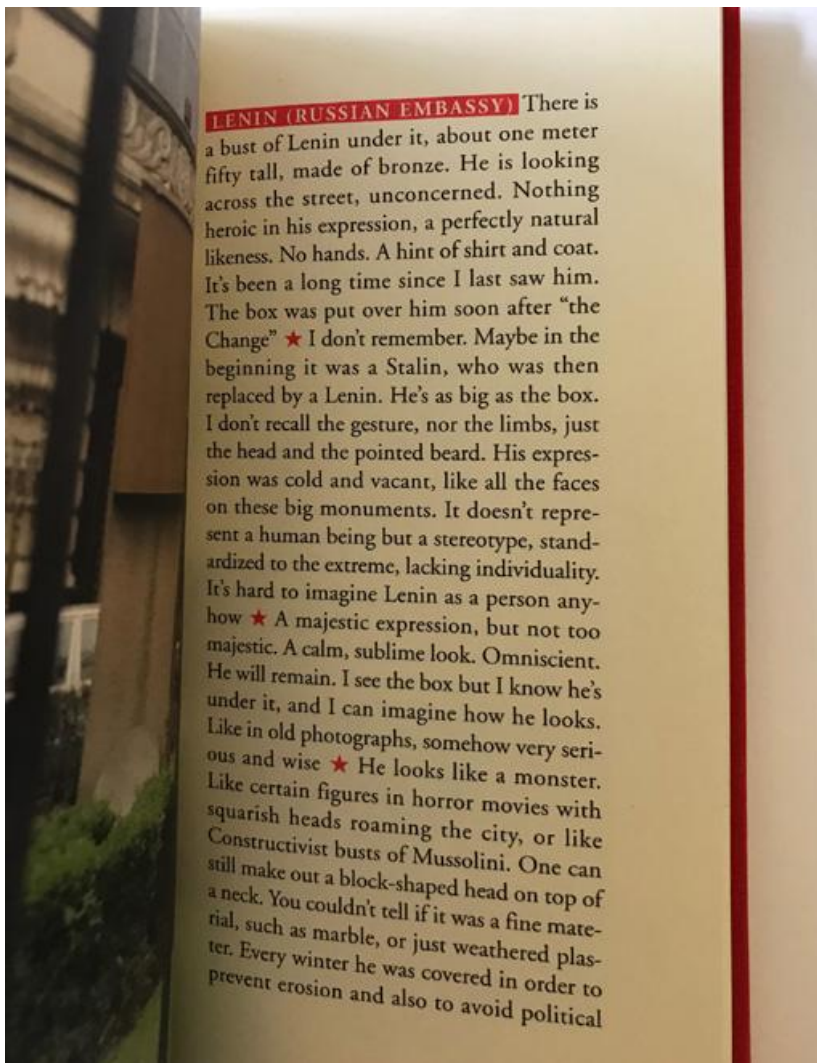 LENIN (RUSSIAN EMBASSY) There is
a bust of Lenin under it, about one meter
fifty tall, made of bronze. He is looking
across the street, unconcerned. Nothing
heroic in his expression, a perfectly natural
likeness. No hands. A hint of shirt and coat.
It's been a long time since I last saw him.
The box was put over him soon after “the
Change” ★ I don't remember. Maybe in the
beginning it was a Stalin, who was then
replaced by a Lenin. He's as big as the box.
I don't recall the gesture, nor the limbs, just
the head and the pointed beard. His expres-
sion was cold and vacant, like all the faces
on these big monuments. It doesn't repre-
sent a human being but a stereotype, stand-
ardized to the extreme, lacking individuality.
It's hard to imagine Lenin as a person any-
how ★ A majestic expression, but not too
majestic. A calm, sublime look. Omniscient.
He will remain. I see the box but I know he's
under it, and I can imagine how he looks.
Like in old photographs, somehow very seri-
ous and wise ★ He looks like a monster.
Like certain figures in horror movies with
squarish heads roaming the city, or like
Constructivist busts of Mussolini. One can
still make out a block-shaped head on top of
a neck. You couldn't tell if it was a fine mate-
rial, such as marble, or just weathered plas-
ter. Every winter he was covered in order to
prevent erosion and also to avoid political